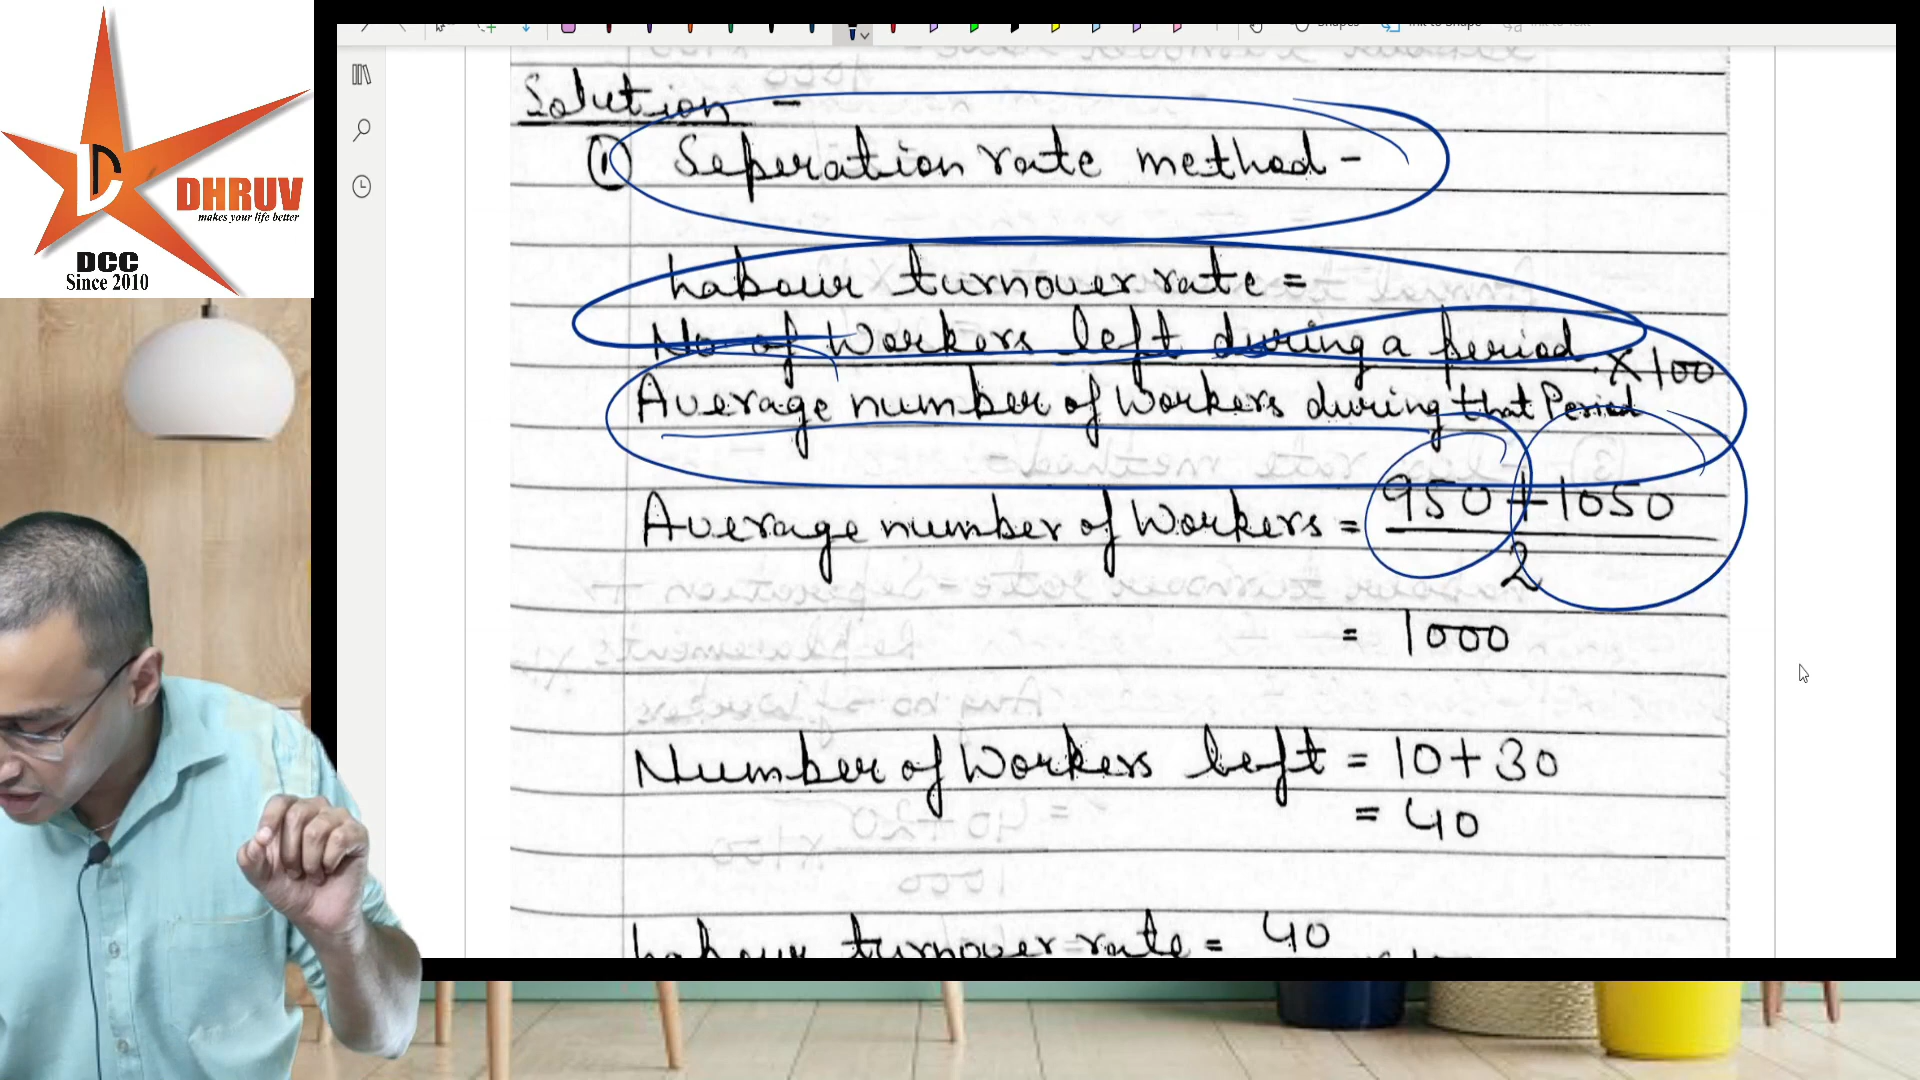 D
DHRUV
makes your life better
DCC
Since 2010
Solution -
① Seperation rate method -
Labour turnover rate =
No of Workers left during a period × 100
Average number of Workers during that Period
Average number of Workers = 950 + 1050
2
= 1000
Number of Workers left = 10 + 30
= 40
Labour turnover rate = 40